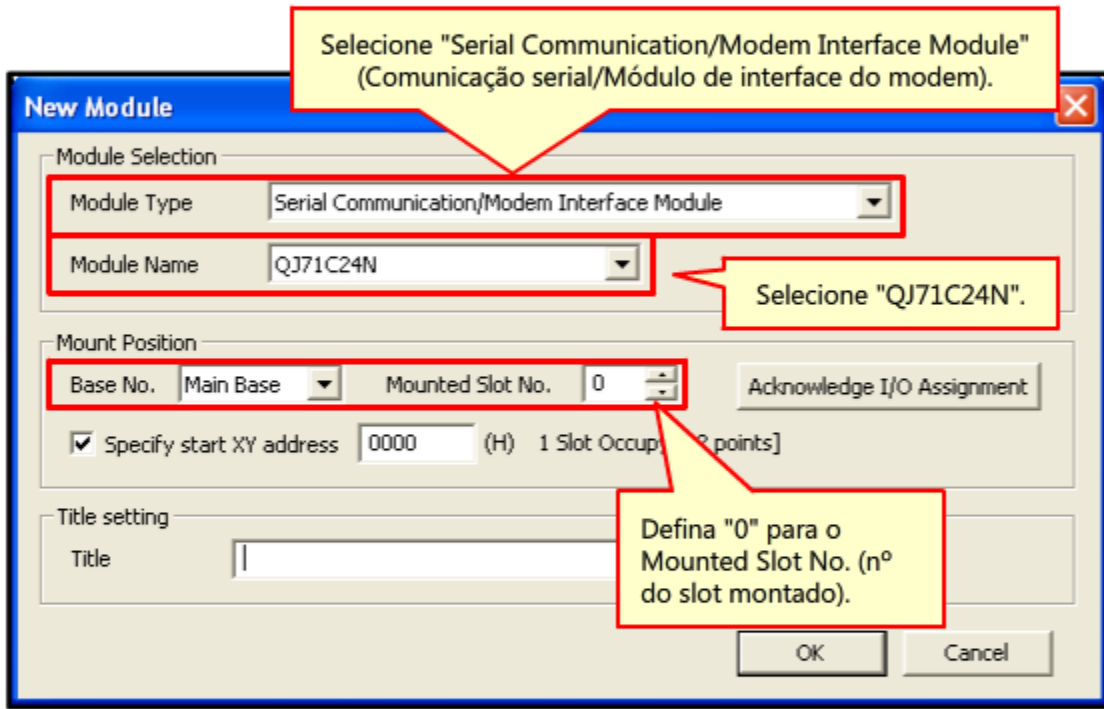 Selecione "Serial Communication/Modem Interface Module"
(Comunicação serial/Módulo de interface do modem).
New Module
Module Selection
Module Type Serial Communication/Modem Interface Module
Module Name QJ71C24N
Selecione "QJ71C24N".
Mount Position
Base No. Main Base Mounted Slot No. 0 Acknowledge I/O Assignment
Specify start XY address 0000 (H) 1 Slot Occupy points]
Defina "0" para o
Mounted Slot No. (nº
do slot montado).
Title setting
Title
OK Cancel